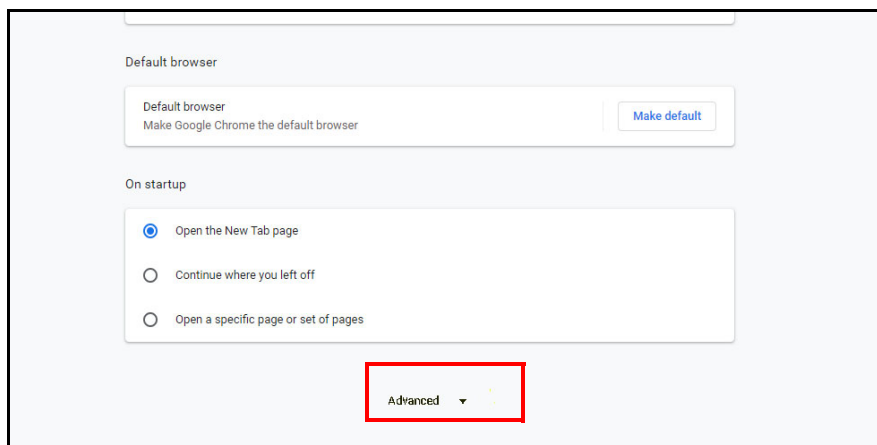 Default browser
Default browser
Make Google Chrome the default browser
Make default
On startup
Open the New Tab page
Continue where you left off
Open a specific page or set of pages
Advanced